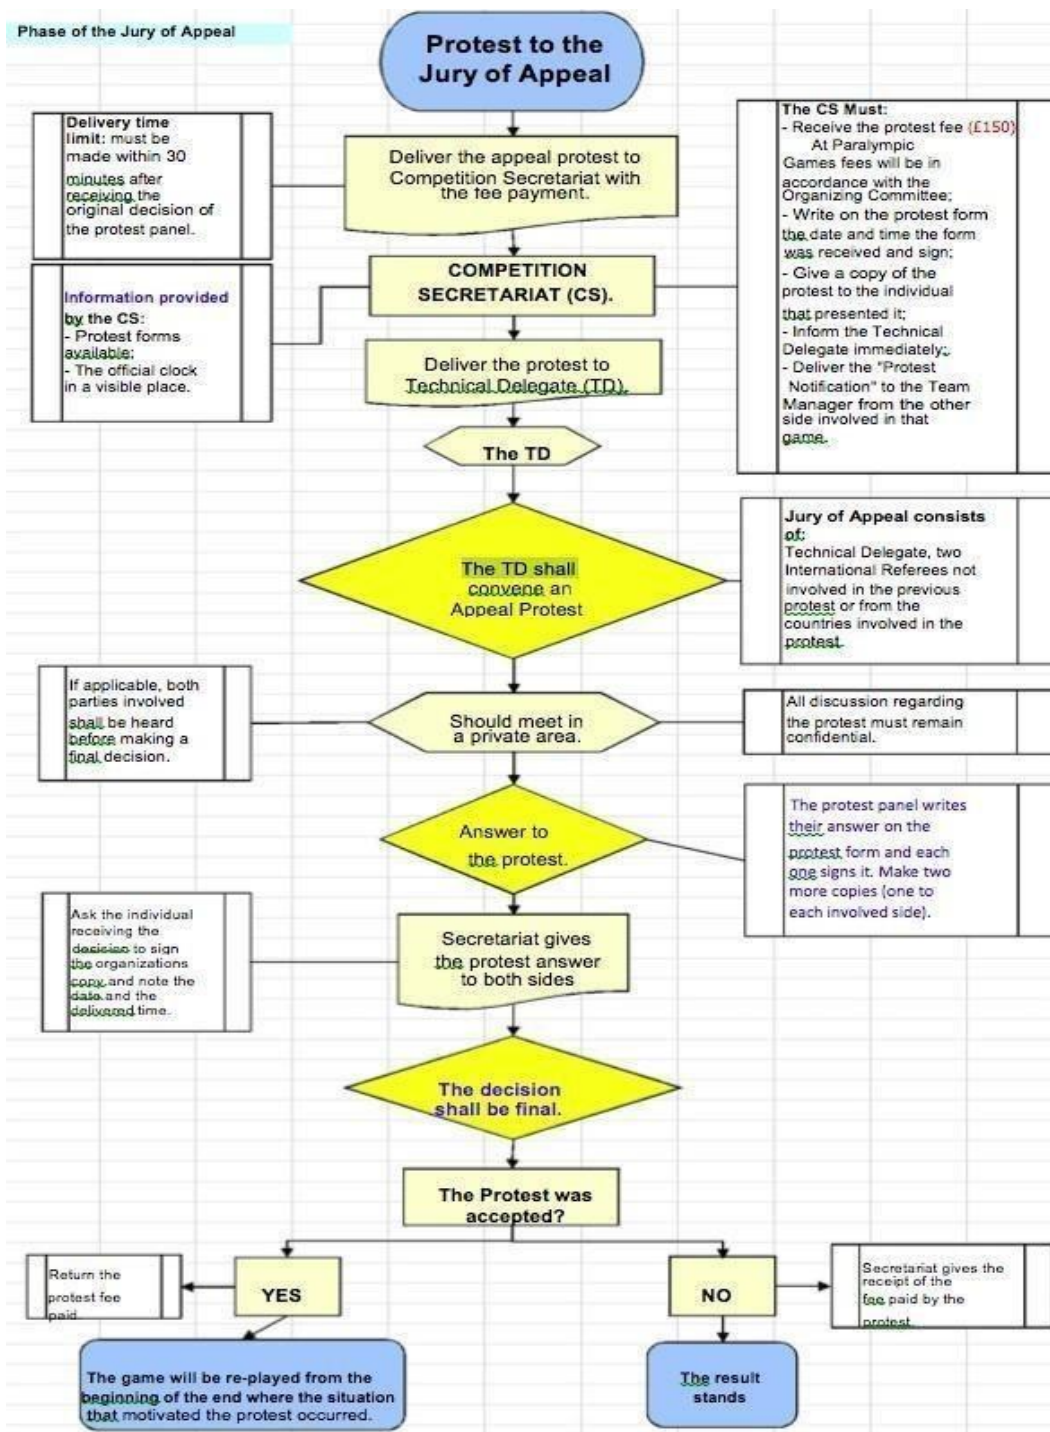 Phase of the Jury of Appeal
Protest to the
Jury of Appeal
Delivery time
limit: must be
made within 30
minutes after
receiving the
original decision of
the protest panel.
Deliver the appeal protest to
Competition Secretariat with
the fee payment.
The CS Must:
- Receive the protest fee (£150)
At Paralympic
Games fees will be in
accordance with the
Organizing Committee;
- Write on the protest form
the date and time the form
was received and sign;
- Give a copy of the
protest to the individual
that presented it;
- Inform the Technical
Delegate immediately;
- Deliver the "Protest
Notification" to the Team
Manager from the other
side involved in that
game.
Information provided
by the CS:
- Protest forms
available;
- The official clock
in a visible place.
COMPETITION
SECRETARIAT (CS).
Deliver the protest to
Technical Delegate (TD).
The TD
The TD shall
convene an
Appeal Protest
Jury of Appeal consists
of:
Technical Delegate, two
International Referees not
involved in the previous
protest or from the
countries involved in the
protest.
If applicable, both
parties involved
shall be heard
before making a
final decision.
Should meet in
a private area.
All discussion regarding
the protest must remain
confidential.
Answer to
the protest.
The protest panel writes
their answer on the
protest form and each
one signs it. Make two
more copies (one to
each involved side).
Ask the individual
receiving the
decision to sign
the organizations
copy and note the
date and the
delivered time.
Secretariat gives
the protest answer
to both sides
The decision
shall be final.
The Protest was
accepted?
Return the
protest fee
paid
YES
NO
Secretariat gives the
receipt of the
fee paid by the
protest.
The game will be re-played from the
beginning of the end where the situation
that motivated the protest occurred.
The result
stands